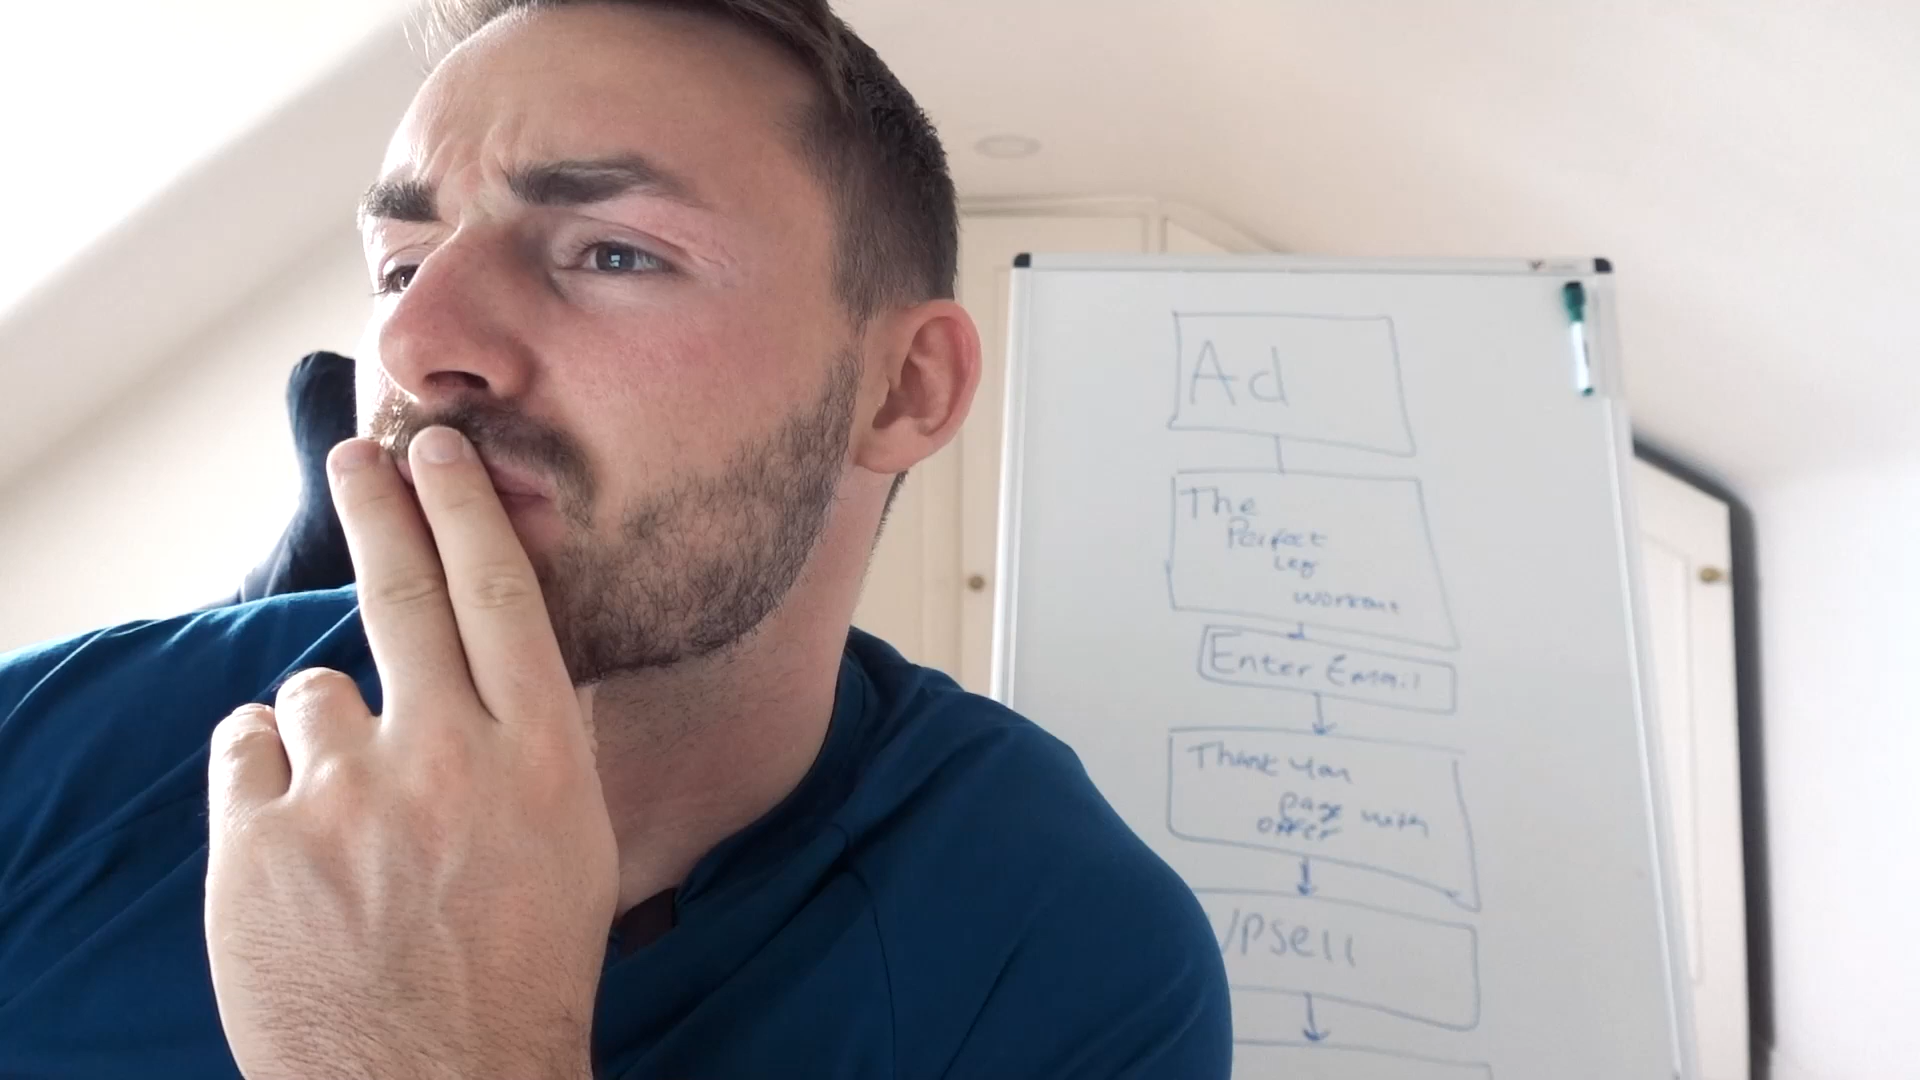 Ad
The
Perfect
Leg
workout
Enter Email
Thank you
page with
offer
Upsell